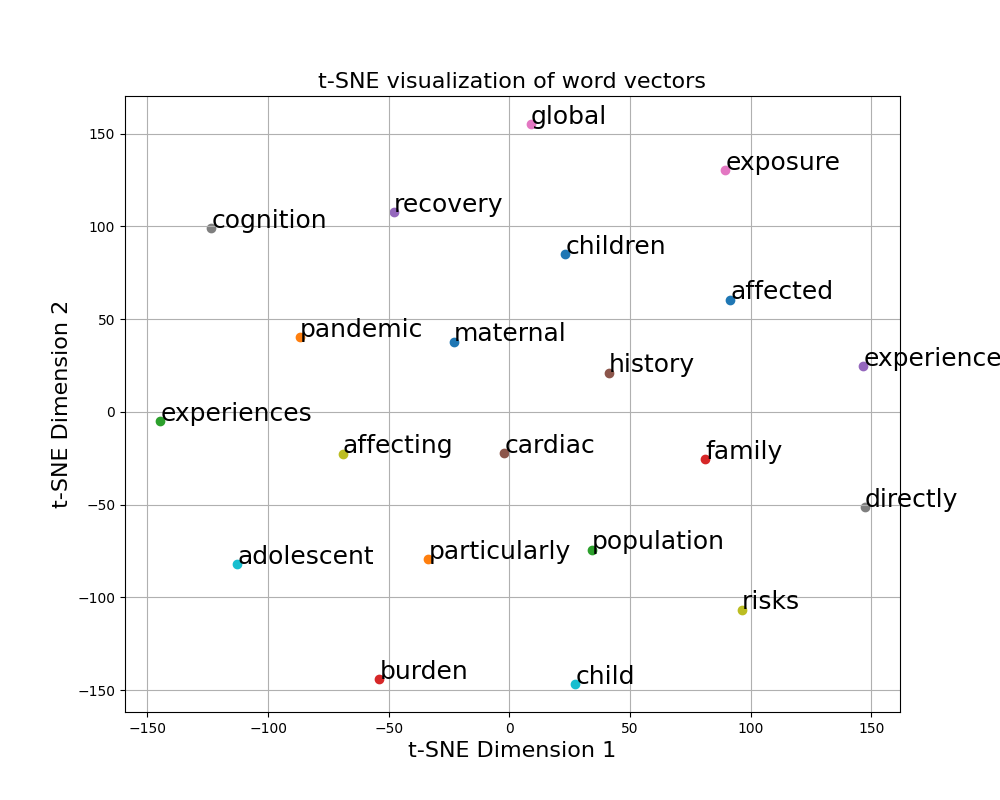 t-SNE visualization of word vectors
global
exposure
recovery
cognition
children
affected
pandemic
maternal
history
experience
experiences
affecting
cardiac
family
directly
population
particularly
adolescent
risks
burden
child
t-SNE Dimension 2
150
100
50
0
−50
−100
−150
−150
−100
−50
0
50
100
150
t-SNE Dimension 1